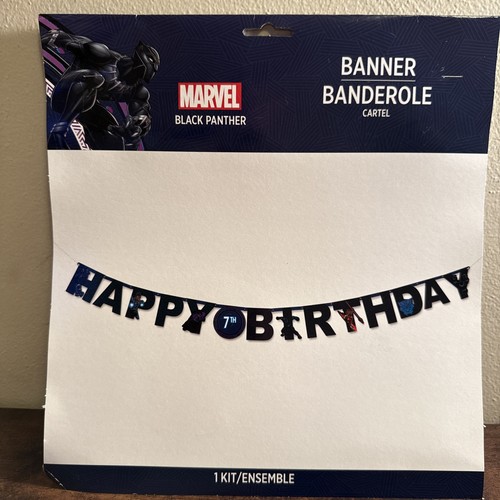 MARVEL
BLACK PANTHER
BANNER
BANDEROLE
CARTEL
HAPPY 7TH BIRTHDAY
1 KIT/ENSEMBLE